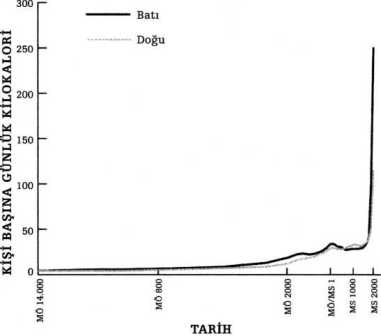 300
250
200
150
100
50
0
KİŞİ BAŞINA GÜNLÜK KİLOKALORİ
Batı
Doğu
MÖ 14.000
MÖ 800
MÖ 2000
MÖ/MS 1
MS 1000
MS 2000
TARİH